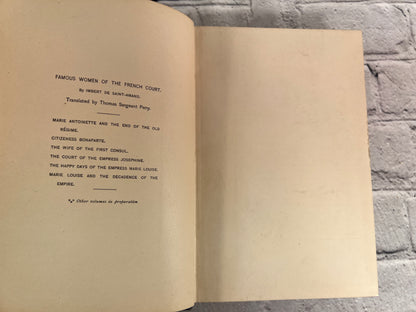 FAMOUS WOMEN OF THE FRENCH COURT.
By IMBERT DE SAINT-AMAND.
Translated by Thomas Sergeant Perry.
MARIE ANTOINETTE AND THE END OF THE OLD
RÉGIME.
CITIZENESS BONAPARTE.
THE WIFE OF THE FIRST CONSUL.
THE COURT OF THE EMPRESS JOSEPHINE.
THE HAPPY DAYS OF THE EMPRESS MARIE LOUISE.
MARIE LOUISE AND THE DECADENCE OF THE
EMPIRE.
*** Other volumes in preparation